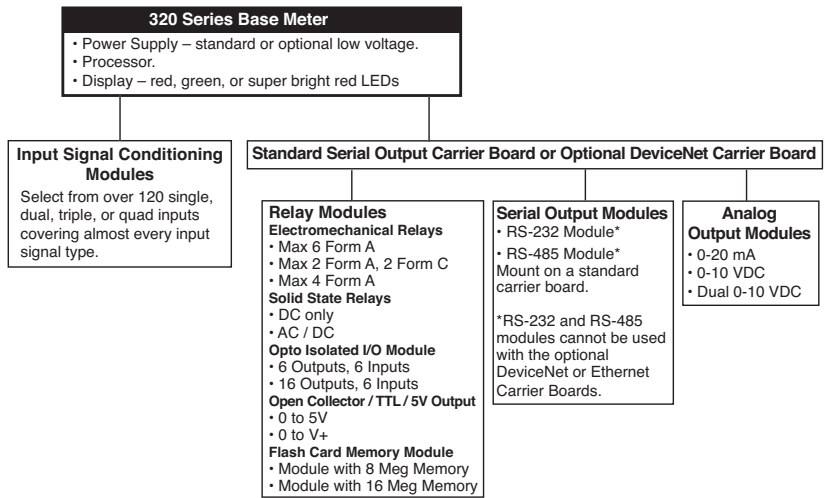 320 Series Base Meter
• Power Supply – standard or optional low voltage.
• Processor.
• Display – red, green, or super bright red LEDs
Input Signal Conditioning
Modules
Select from over 120 single,
dual, triple, or quad inputs
covering almost every input
signal type.
Standard Serial Output Carrier Board or Optional DeviceNet Carrier Board
Relay Modules
Electromechanical Relays
• Max 6 Form A
• Max 2 Form A, 2 Form C
• Max 4 Form A
Solid State Relays
• DC only
• AC / DC
Opto Isolated I/O Module
• 6 Outputs, 6 Inputs
• 16 Outputs, 6 Inputs
Open Collector / TTL / 5V Output
• 0 to 5V
• 0 to V+
Flash Card Memory Module
• Module with 8 Meg Memory
• Module with 16 Meg Memory
Serial Output Modules
• RS-232 Module*
• RS-485 Module*
Mount on a standard
carrier board.
*RS-232 and RS-485
modules cannot be used
with the optional
DeviceNet or Ethernet
Carrier Boards.
Analog
Output Modules
• 0-20 mA
• 0-10 VDC
• Dual 0-10 VDC